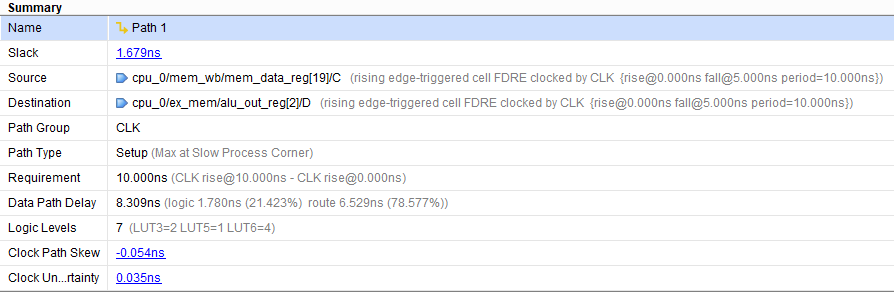 Summary
Name Path 1
Slack 1.679ns
Source cpu_0/mem_wb/mem_data_reg[19]/C (rising edge-triggered cell FDRE clocked by CLK {rise@0.000ns fall@5.000ns period=10.000ns})
Destination cpu_0/ex_mem/alu_out_reg[2]/D (rising edge-triggered cell FDRE clocked by CLK {rise@0.000ns fall@5.000ns period=10.000ns})
Path Group CLK
Path Type Setup (Max at Slow Process Corner)
Requirement 10.000ns (CLK rise@10.000ns - CLK rise@0.000ns)
Data Path Delay 8.309ns (logic 1.780ns (21.423%) route 6.529ns (78.577%))
Logic Levels 7 (LUT3=2 LUT5=1 LUT6=4)
Clock Path Skew -0.054ns
Clock Un...rtainty 0.035ns